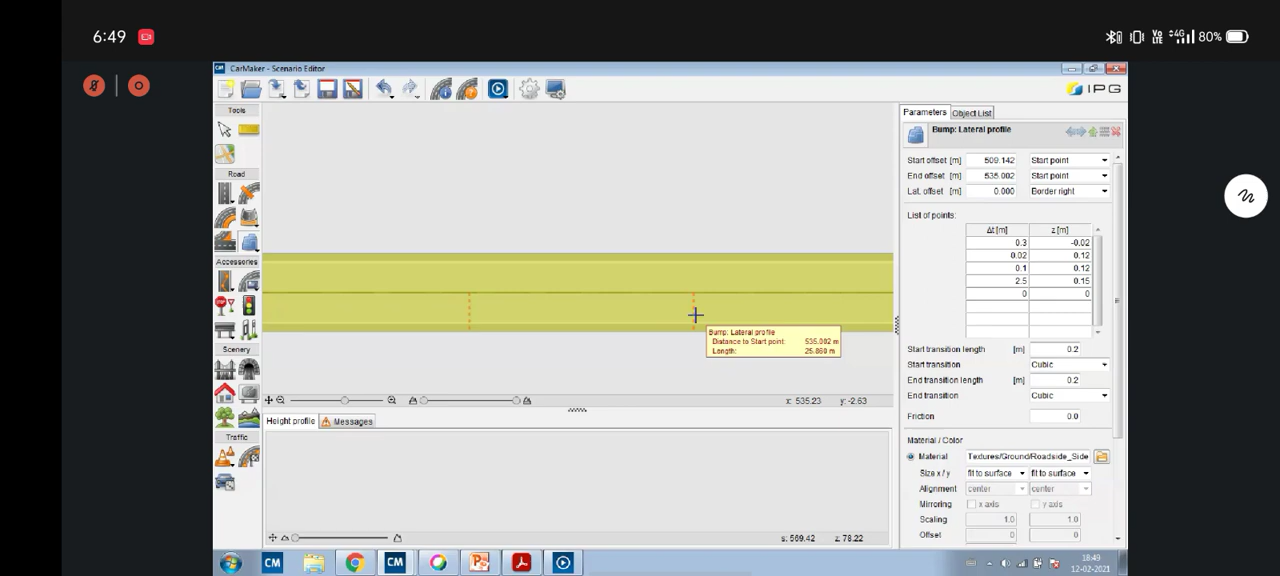 6:49
4G
80%
CarMaker - Scenario Editor
IPG
Tools
Road
Accessories
STOP
Scenery
Traffic
Bump: Lateral profile
Distance to Start point: 535.002 m
Length: 25.860 m
x: 535.23 y: -2.63
Height profile Messages
s: 569.42 z: 78.22
Parameters Object List
Bump: Lateral profile
Start offset [m] 509.142 Start point
End offset [m] 535.002 Start point
Lat. offset [m] 0.000 Border right
List of points:
Δt [m] z [m]
0.3 -0.02
0.02 0.12
0.1 0.12
2.5 0.15
0 0
Start transition length [m] 0.2
Start transition Cubic
End transition length [m] 0.2
End transition Cubic
Friction 0.0
Material / Color
Material Textures/Ground/Roadside_Side
Size x / y fit to surface fit to surface
Alignment center center
Mirroring x axis y axis
Scaling 1.0 1.0
Offset 0 0
CM
CM
18:49
12-02-2021